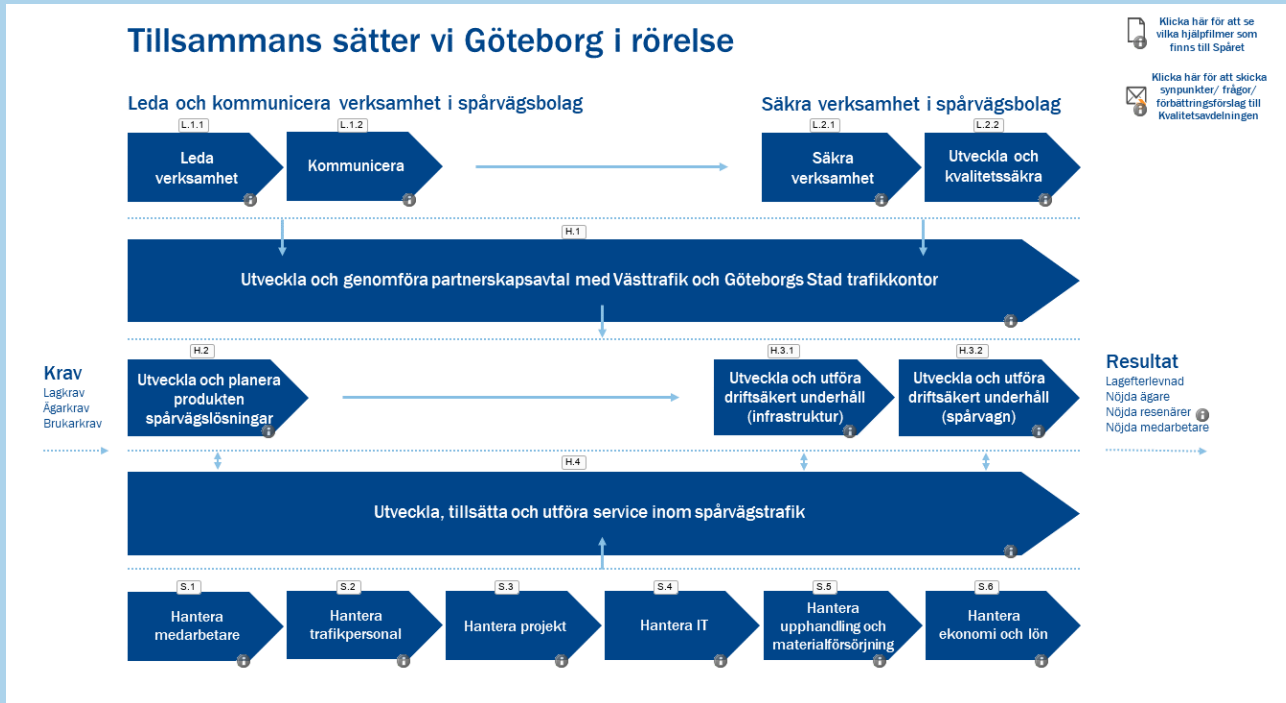 Tillsammans sätter vi Göteborg i rörelse
Klicka här för att se
vilka hjälpfilmer som
finns till Spåret
Klicka här för att skicka
synpunkter/ frågor/
förbättringsförslag till
Kvalitetsavdelningen
Leda och kommunicera verksamhet i spårvägsbolag
Säkra verksamhet i spårvägsbolag
L.1.1
Leda
verksamhet
L.1.2
Kommunicera
L.2.1
Säkra
verksamhet
L.2.2
Utveckla och
kvalitetssäkra
H.1
Utveckla och genomföra partnerskapsavtal med Västtrafik och Göteborgs Stad trafikkontor
Krav
Lagkrav
Ägarkrav
Brukarkrav
H.2
Utveckla och planera
produkten
spårvägslösningar
H.3.1
Utveckla och utföra
driftsäkert underhåll
(infrastruktur)
H.3.2
Utveckla och utföra
driftsäkert underhåll
(spårvagn)
Resultat
Lagefterlevnad
Nöjda ägare
Nöjda resenärer
Nöjda medarbetare
H.4
Utveckla, tillsätta och utföra service inom spårvägstrafik
S.1
Hantera
medarbetare
S.2
Hantera
trafikpersonal
S.3
Hantera projekt
S.4
Hantera IT
S.5
Hantera
upphandling och
materialförsörjning
S.6
Hantera
ekonomi och lön